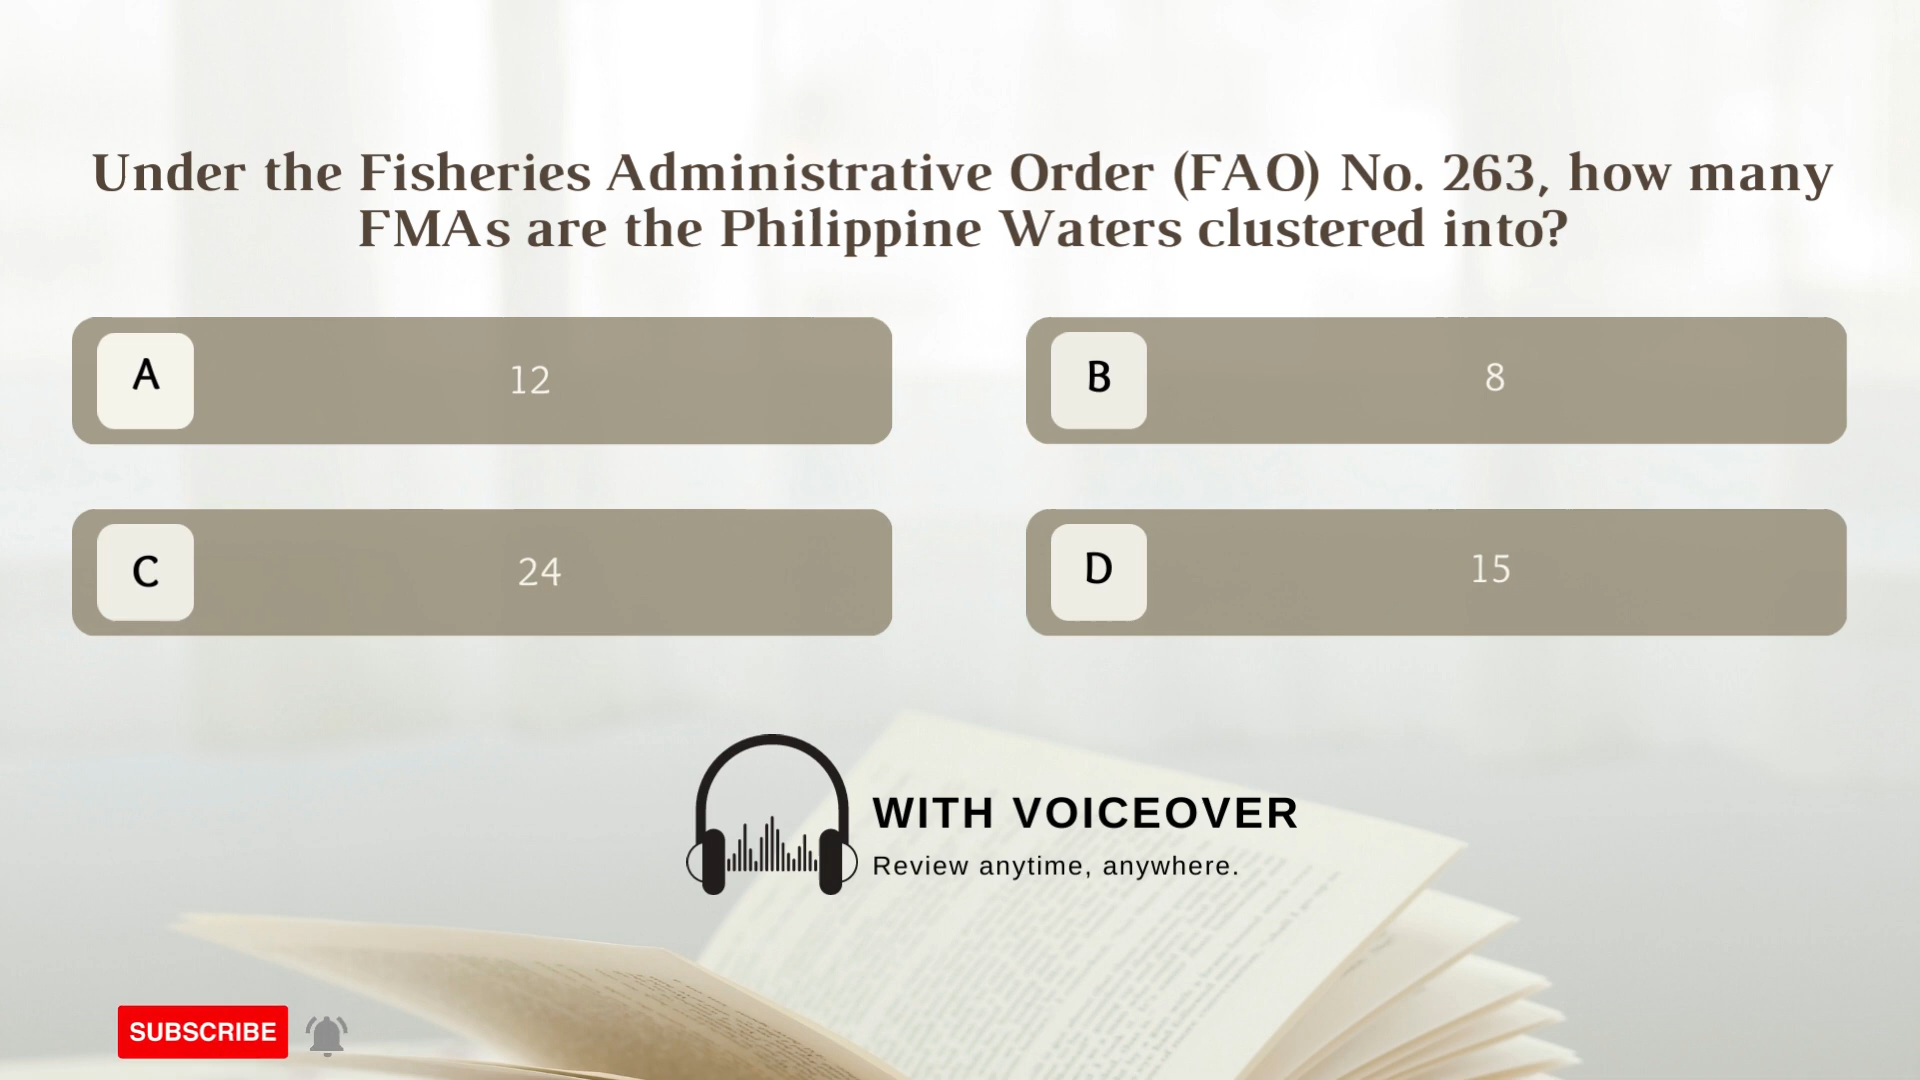 Under the Fisheries Administrative Order (FAO) No. 263, how many
FMAs are the Philippine Waters clustered into?
A
12
B
8
C
24
D
15
WITH VOICEOVER
Review anytime, anywhere.
SUBSCRIBE